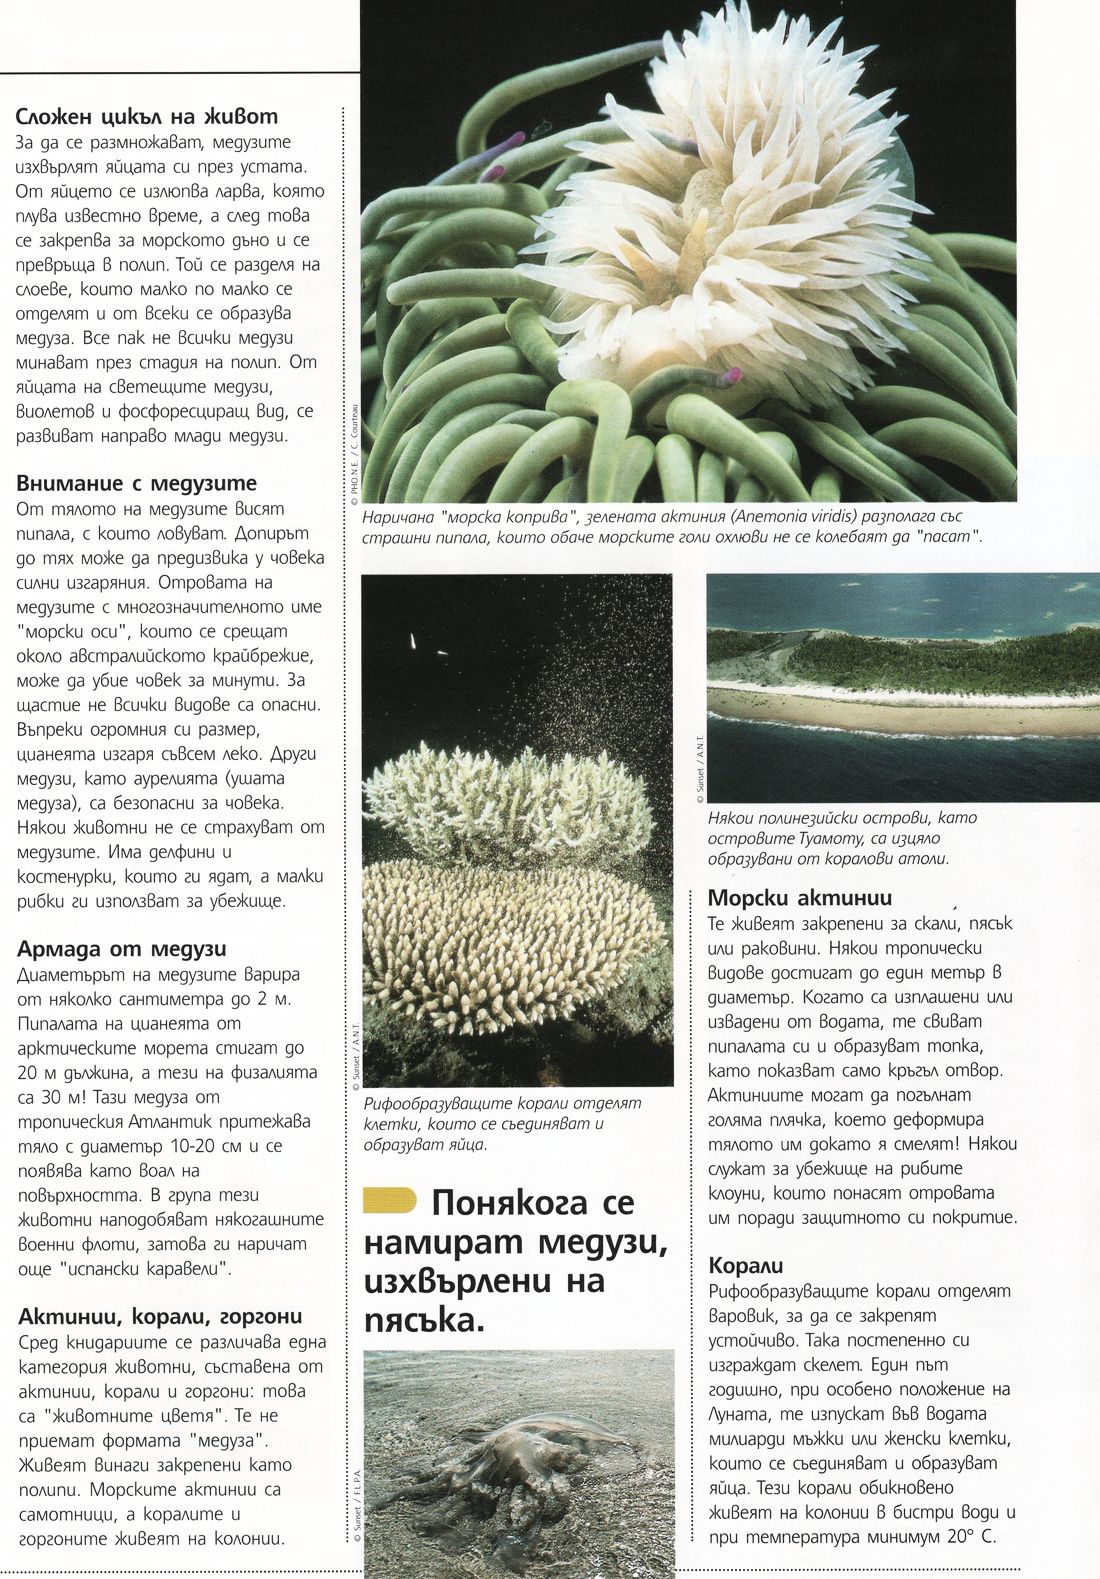 Сложен цикъл на живот
За да се размножават, медузите
изхвърлят яйцата си през устата.
От яйцето се излюпва ларва, която
плува известно време, а след това
се закрепва за морското дъно и се
превръща в полип. Той се разделя на
слоеве, които малко по малко се
отделят и от всеки се образува
медуза. Все пак не всички медузи
минават през стадия на полип. От
яйцата на светещите медузи,
виолетов и фосфоресциращ вид, се
развиват направо млади медузи.
Внимание с медузите
От тялото на медузите висят
пипала, с които ловуват. Допирът
до тях може да предизвика у човека
силни изгаряния. Отровата на
медузите с многозначителното име
"морски оси", които се срещат
около австралийското крайбрежие,
може да убие човек за минути. За
щастие не всички видове са опасни.
Въпреки огромния си размер,
цианеята изгаря съвсем леко. Други
медузи, като аурелията (ушата
медуза), са безопасни за човека.
Някои животни не се страхуват от
медузите. Има делфини и
костенурки, които ги ядат, а малки
рибки ги използват за убежище.
Армада от медузи
Диаметърът на медузите варира
от няколко сантиметра до 2 м.
Пипалата на цианеята от
арктическите морета стигат до
20 м дължина, а тези на физалията
са 30 м! Тази медуза от
тропическия Атлантик притежава
тяло с диаметър 10-20 см и се
появява като воал на
повърхността. В група тези
животни наподобяват някогашните
военни флоти, затова ги наричат
още "испански каравели".
Актинии, корали, горгони
Сред книдариите се различава една
категория животни, съставена от
актинии, корали и горгони: това
са "животните цветя". Те не
приемат формата "медуза".
Живеят винаги закрепени като
полипи. Морските актинии са
самотници, а коралите и
горгоните живеят на колонии.
© PHO.N.E. / C. Courteau
Наричана "морска коприва", зелената актиния (Anemonia viridis) разполага със
страшни пипала, които обаче морските голи охлюви не се колебаят да "пасат".
© Sunset / A.N.T.
Рифообразуващите корали отделят
клетки, които се съединяват и
образуват яйца.
Понякога се
намират медузи,
изхвърлени на
пясъка.
© Sunset / F.L.P.A.
© Sunset / A.N.T.
Някои полинезийски острови, като
островите Туамоту, са изцяло
образувани от коралови атоли.
Морски актинии
Те живеят закрепени за скали, пясък
или раковини. Някои тропически
видове достигат до един метър в
диаметър. Когато са изплашени или
извадени от водата, те свиват
пипалата си и образуват топка,
като показват само кръгъл отвор.
Актиниите могат да погълнат
голяма плячка, което деформира
тялото им докато я смелят! Някои
служат за убежище на рибите
клоуни, които понасят отровата
им поради защитното си покритие.
Корали
Рифообразуващите корали отделят
варовик, за да се закрепят
устойчиво. Така постепенно си
изграждат скелет. Един път
годишно, при особено положение на
Луната, те изпускат във водата
милиарди мъжки или женски клетки,
които се съединяват и образуват
яйца. Тези корали обикновено
живеят на колонии в бистри води и
при температура минимум 20° С.